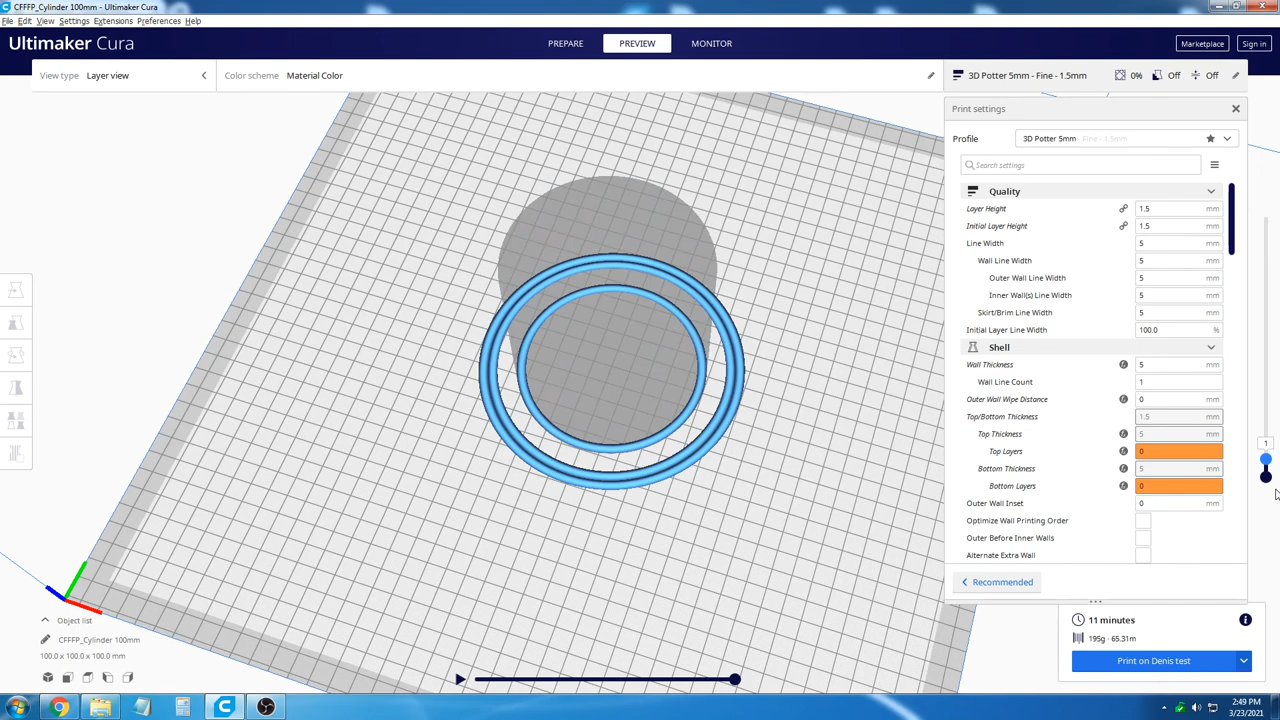 CFFFP_Cylinder 100mm - Ultimaker Cura
File Edit View Settings Extensions Preferences Help
Ultimaker Cura PREPARE PREVIEW MONITOR Marketplace Sign in
View type Layer view Color scheme Material Color 3D Potter 5mm - Fine - 1.5mm 0% Off Off
Print settings
Profile 3D Potter 5mm - Fine - 1.5mm
Search settings
Quality
Layer Height 1.5 mm
Initial Layer Height 1.5 mm
Line Width 5 mm
Wall Line Width 5 mm
Outer Wall Line Width 5 mm
Inner Wall(s) Line Width 5 mm
Skirt/Brim Line Width 5 mm
Initial Layer Line Width 100.0 %
Shell
Wall Thickness 5 mm
Wall Line Count 1
Outer Wall Wipe Distance 0 mm
Top/Bottom Thickness 1.5 mm
Top Thickness 5 mm
Top Layers 0
Bottom Thickness 5 mm
Bottom Layers 0
Outer Wall Inset 0 mm
Optimize Wall Printing Order
Outer Before Inner Walls
Alternate Extra Wall
1
Recommended
Object list
CFFFP_Cylinder 100mm
100.0 x 100.0 x 100.0 mm
11 minutes
195g · 65.31m
Print on Denis test
2:49 PM
3/23/2021